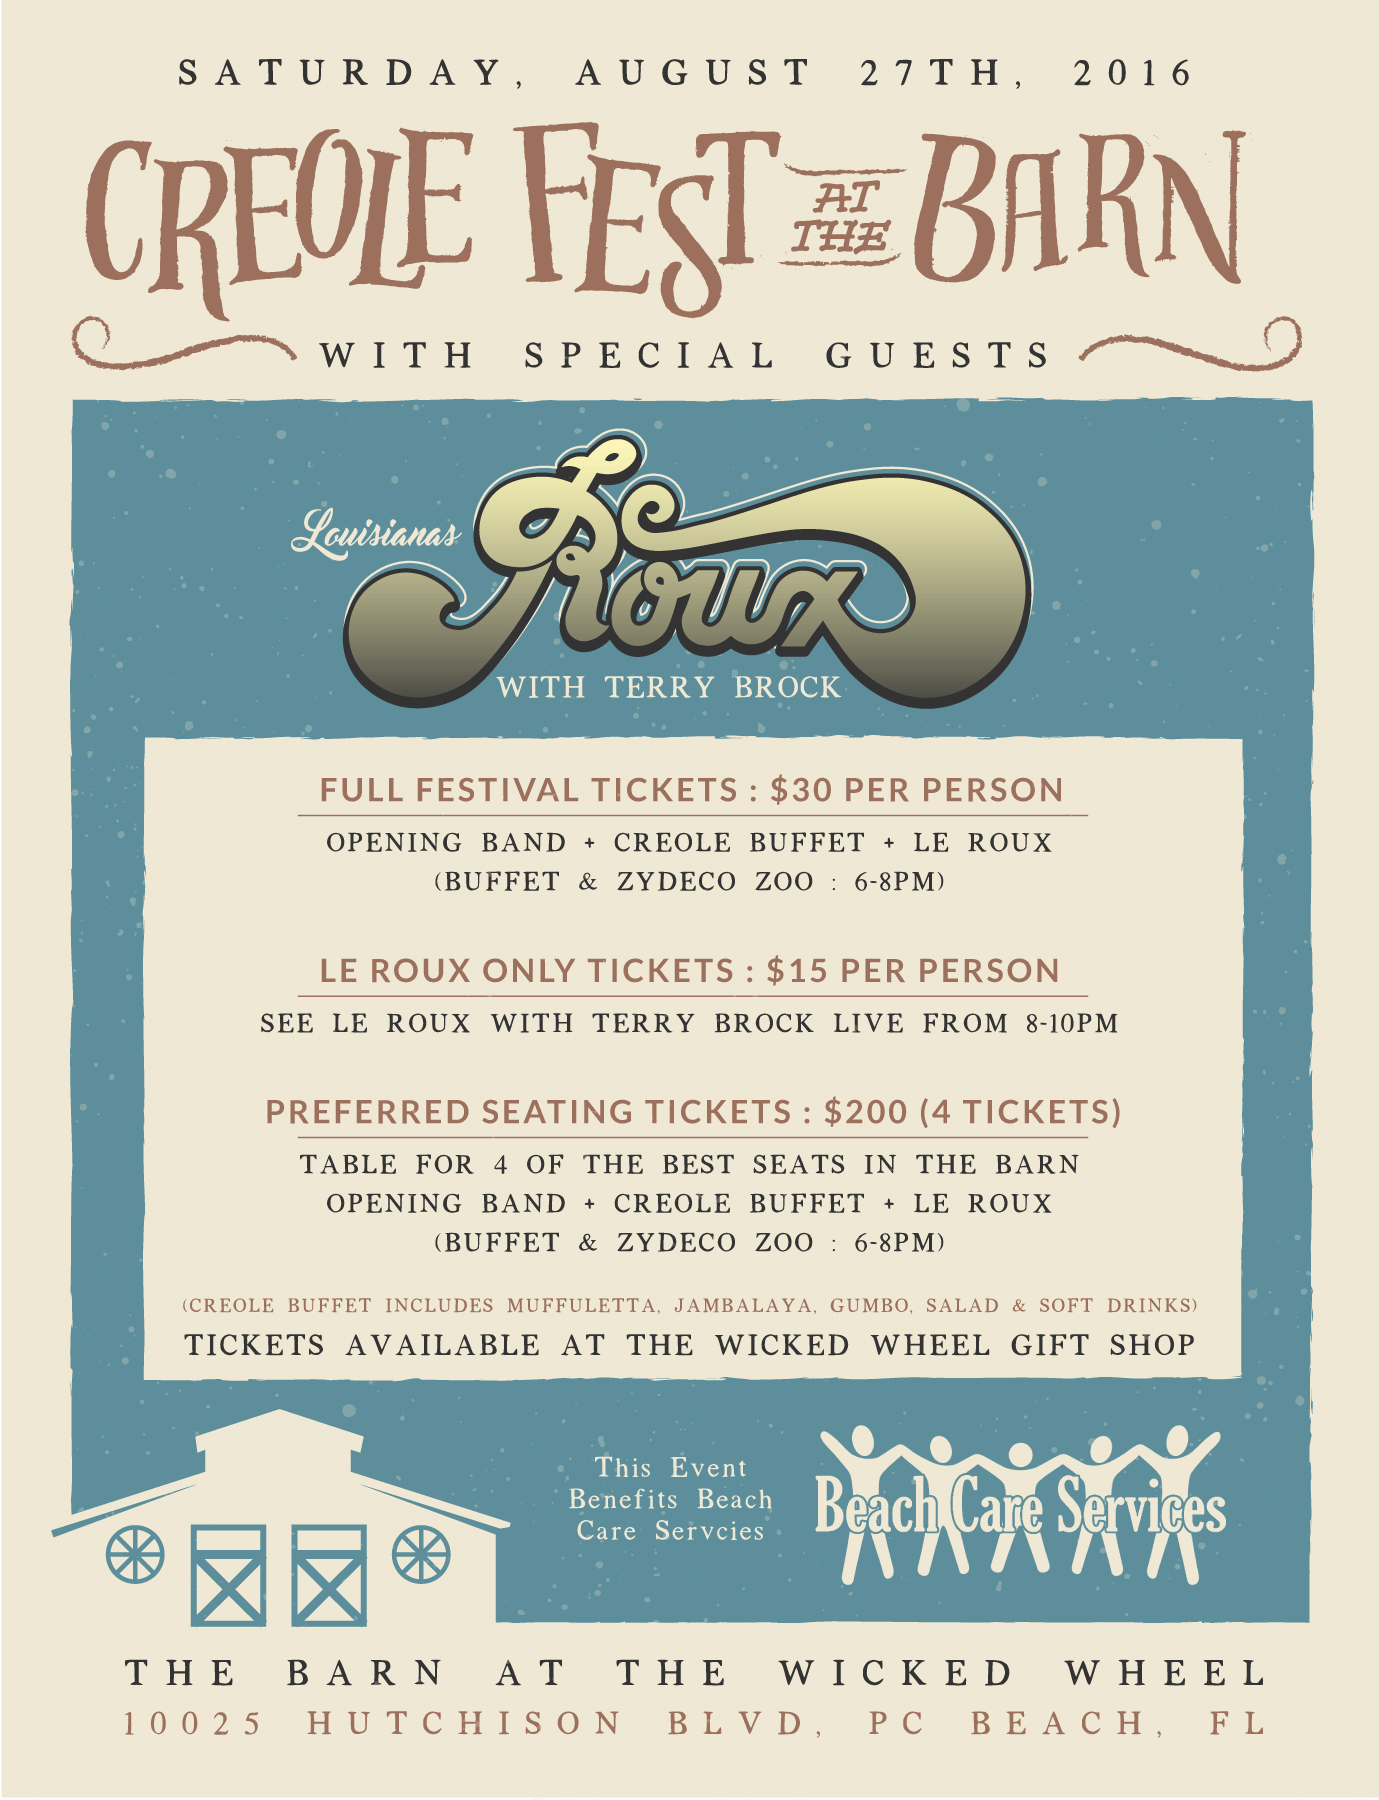 SATURDAY, AUGUST 27TH, 2016
CREOLE FEST AT THE BARN
WITH SPECIAL GUESTS
Louisianas
Le Roux
WITH TERRY BROCK
FULL FESTIVAL TICKETS : $30 PER PERSON
OPENING BAND + CREOLE BUFFET + LE ROUX
(BUFFET & ZYDECO ZOO : 6-8PM)
LE ROUX ONLY TICKETS : $15 PER PERSON
SEE LE ROUX WITH TERRY BROCK LIVE FROM 8-10PM
PREFERRED SEATING TICKETS : $200 (4 TICKETS)
TABLE FOR 4 OF THE BEST SEATS IN THE BARN
OPENING BAND + CREOLE BUFFET + LE ROUX
(BUFFET & ZYDECO ZOO : 6-8PM)
(CREOLE BUFFET INCLUDES MUFFULETTA, JAMBALAYA, GUMBO, SALAD & SOFT DRINKS)
TICKETS AVAILABLE AT THE WICKED WHEEL GIFT SHOP
This Event
Benefits Beach
Care Servcies
Beach Care Services
THE BARN AT THE WICKED WHEEL
10025 HUTCHISON BLVD, PC BEACH, FL